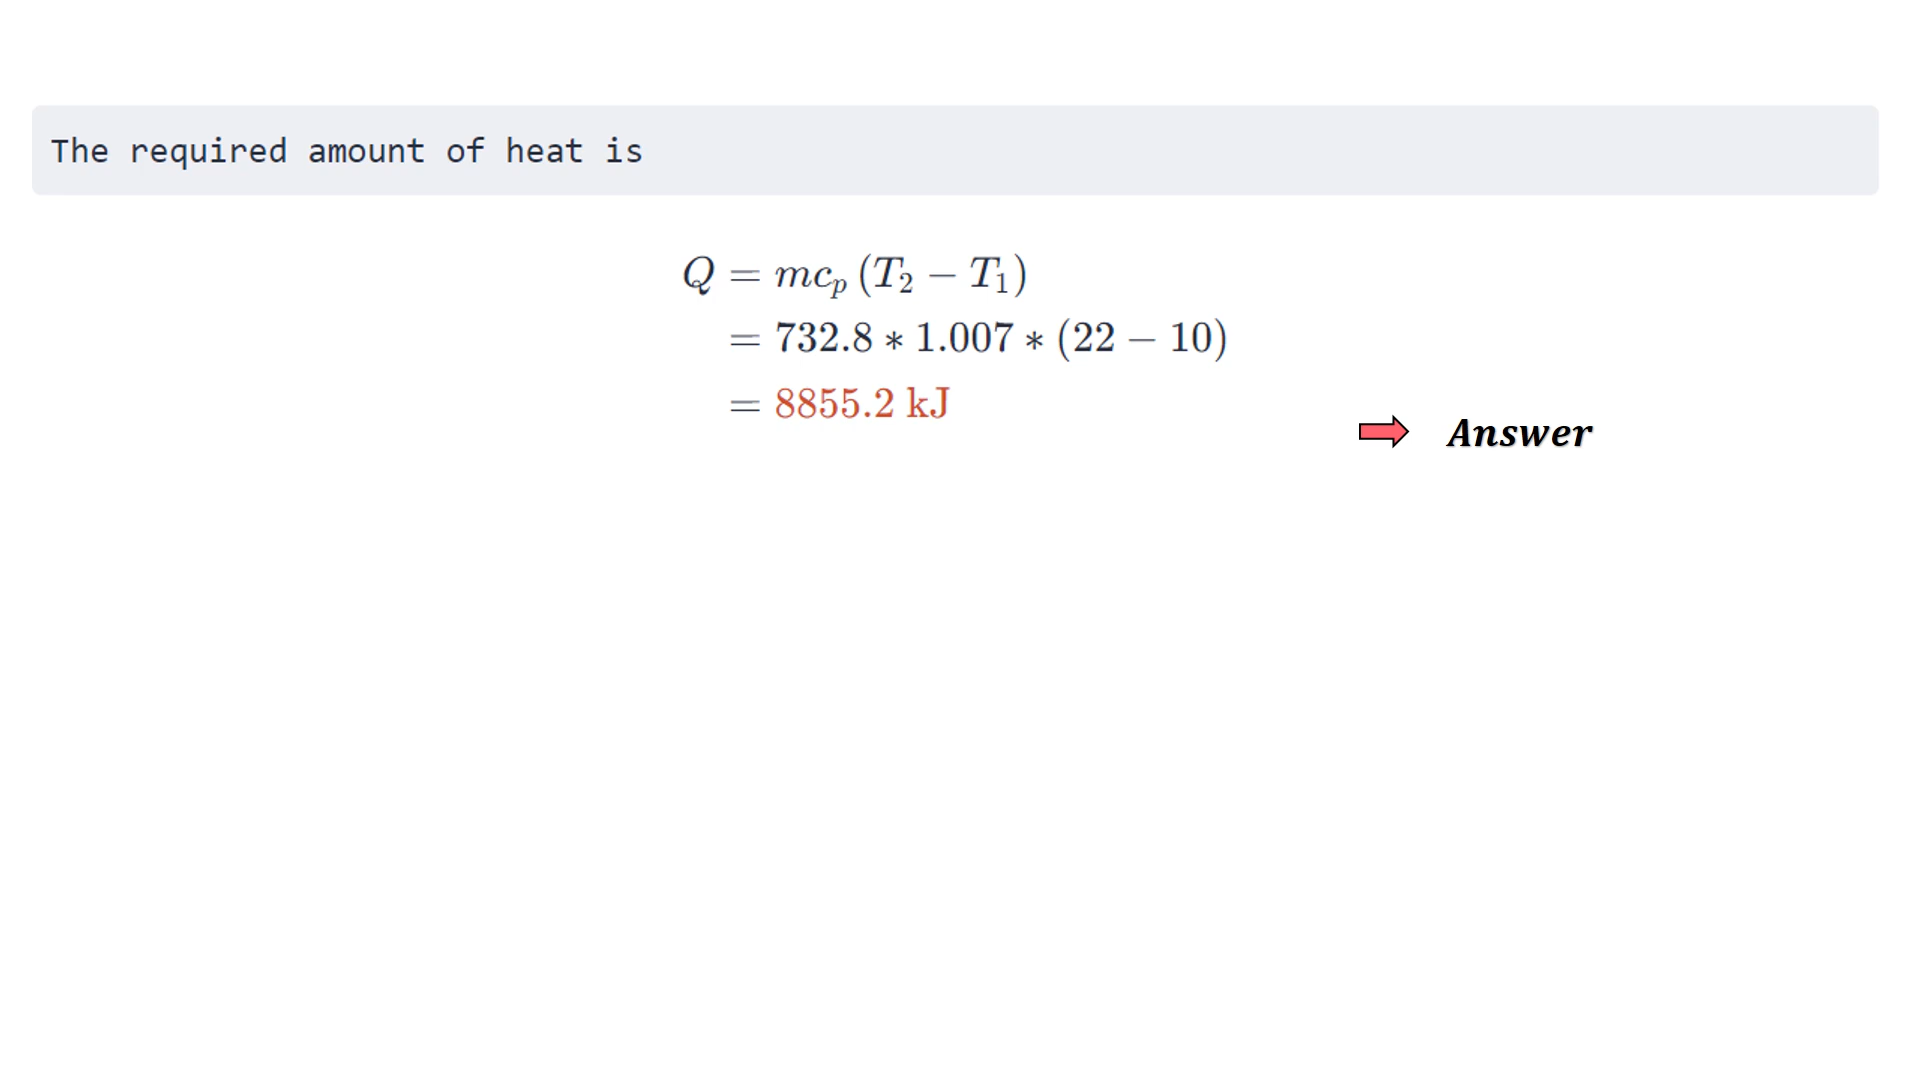 The required amount of heat is
Q = mc_p (T_2 − T_1)
= 732.8 * 1.007 * (22 − 10)
= 8855.2 kJ
Answer